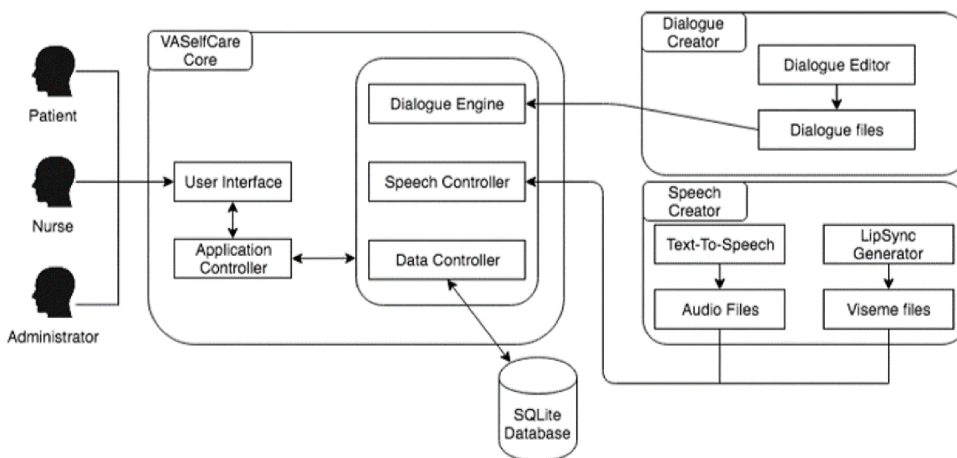 VASelfCare
Core
Dialogue
Creator
Dialogue Editor
Dialogue Engine
Dialogue files
Patient
User Interface
Speech Controller
Speech
Creator
Nurse
Text-To-Speech
LipSync
Generator
Application
Controller
Data Controller
Audio Files
Viseme files
Administrator
SQLite
Database